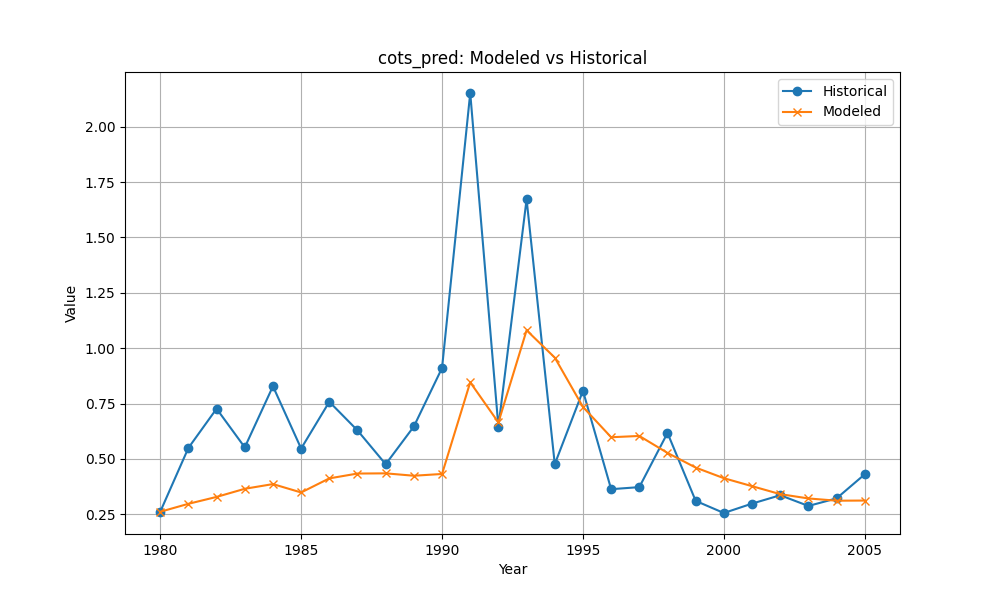 cots_pred: Modeled vs Historical
Historical
Modeled
2.00
1.75
1.50
1.25
1.00
0.75
0.50
0.25
Value
1980 1985 1990 1995 2000 2005
Year